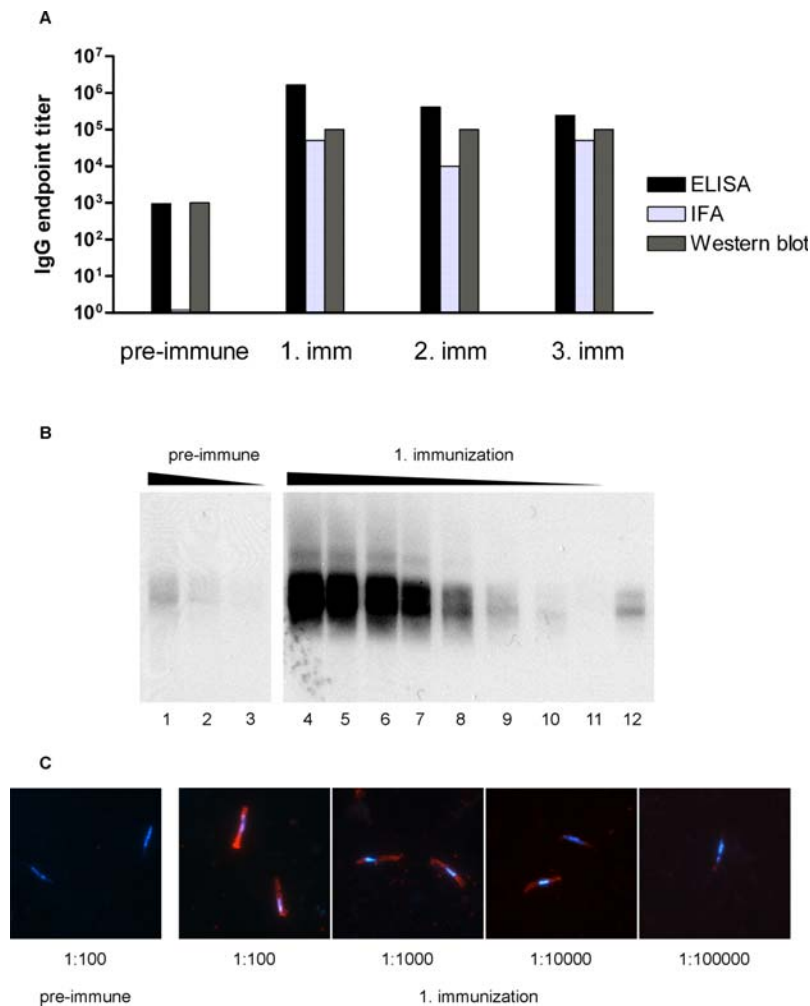 A
IgG endpoint titer
10⁷
10⁶
10⁵
10⁴
10³
10²
10¹
10⁰
pre-immune 1. imm 2. imm 3. imm
ELISA
IFA
Western blot
B
pre-immune 1. immunization
1 2 3 4 5 6 7 8 9 10 11 12
C
1:100 1:100 1:1000 1:10000 1:100000
pre-immune 1. immunization